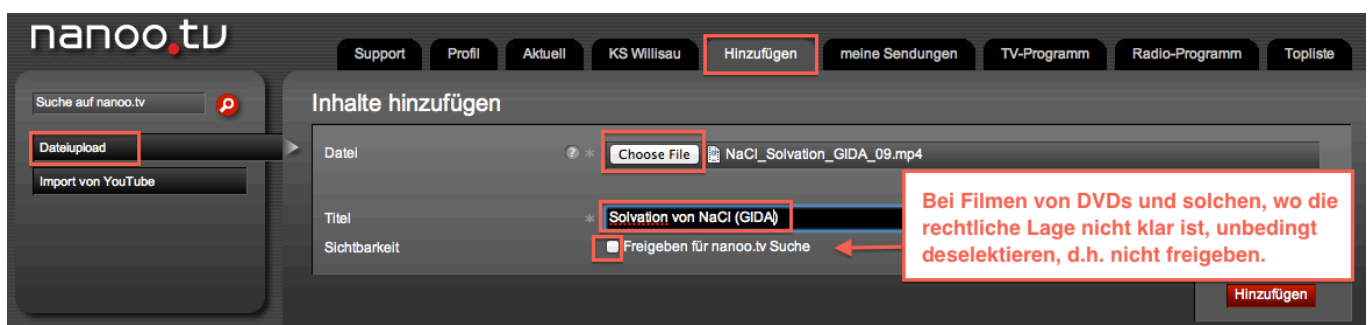 nanoo.tv
Support Profil Aktuell KS Willisau Hinzufügen meine Sendungen TV-Programm Radio-Programm Topliste
Suche auf nanoo.tv
Dateiupload
Import von YouTube
Inhalte hinzufügen
Datei ? * Choose File NaCl_Solvation_GIDA_09.mp4
Titel * Solvation von NaCl (GIDA)
Sichtbarkeit Freigeben für nanoo.tv Suche
Bei Filmen von DVDs und solchen, wo die
rechtliche Lage nicht klar ist, unbedingt
deselektieren, d.h. nicht freigeben.
Hinzufügen